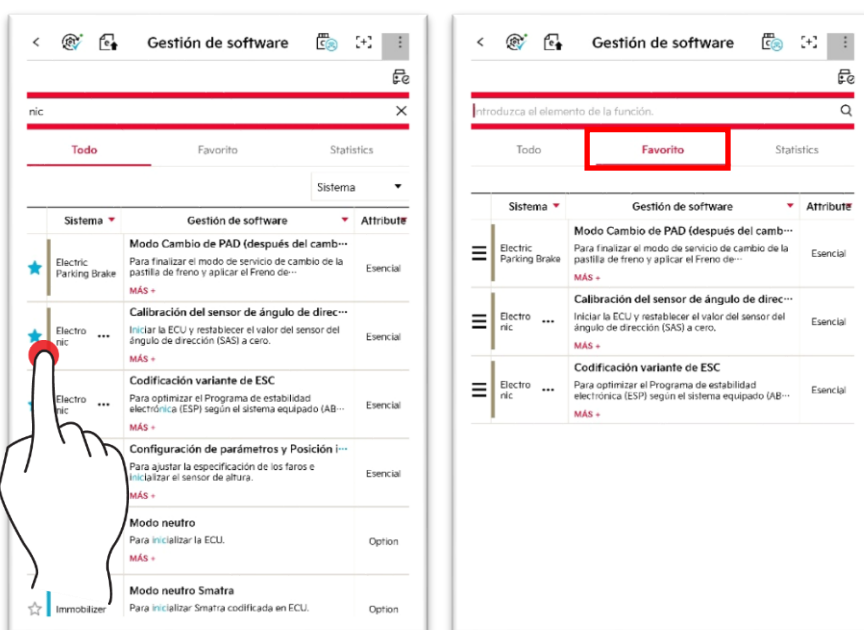 Gestión de software
nic
Todo
Favorito
Statistics
Sistema
Sistema
Gestión de software
Attribute
Modo Cambio de PAD (después del camb···
Electric
Parking Brake
Para finalizar el modo de servicio de cambio de la
pastilla de freno y aplicar el Freno de···
Esencial
MÁS +
Calibración del sensor de ángulo de direc···
Electro
nic
Iniciar la ECU y restablecer el valor del sensor del
ángulo de dirección (SAS) a cero.
Esencial
MÁS +
Codificación variante de ESC
Electro
nic
Para optimizar el Programa de estabilidad
electrónica (ESP) según el sistema equipado (AB···
Esencial
MÁS +
Configuración de parámetros y Posición i···
Para ajustar la especificación de los faros e
inicializar el sensor de altura.
Esencial
MÁS +
Modo neutro
Para inicializar la ECU.
Option
MÁS +
Modo neutro Smatra
Immobilizer
Para inicializar Smatra codificada en ECU.
Option
Gestión de software
Introduzca el elemento de la función.
Todo
Favorito
Statistics
Sistema
Gestión de software
Attribute
Modo Cambio de PAD (después del camb···
Electric
Parking Brake
Para finalizar el modo de servicio de cambio de la
pastilla de freno y aplicar el Freno de···
Esencial
MÁS +
Calibración del sensor de ángulo de direc···
Electro
nic
Iniciar la ECU y restablecer el valor del sensor del
ángulo de dirección (SAS) a cero.
Esencial
MÁS +
Codificación variante de ESC
Electro
nic
Para optimizar el Programa de estabilidad
electrónica (ESP) según el sistema equipado (AB···
Esencial
MÁS +